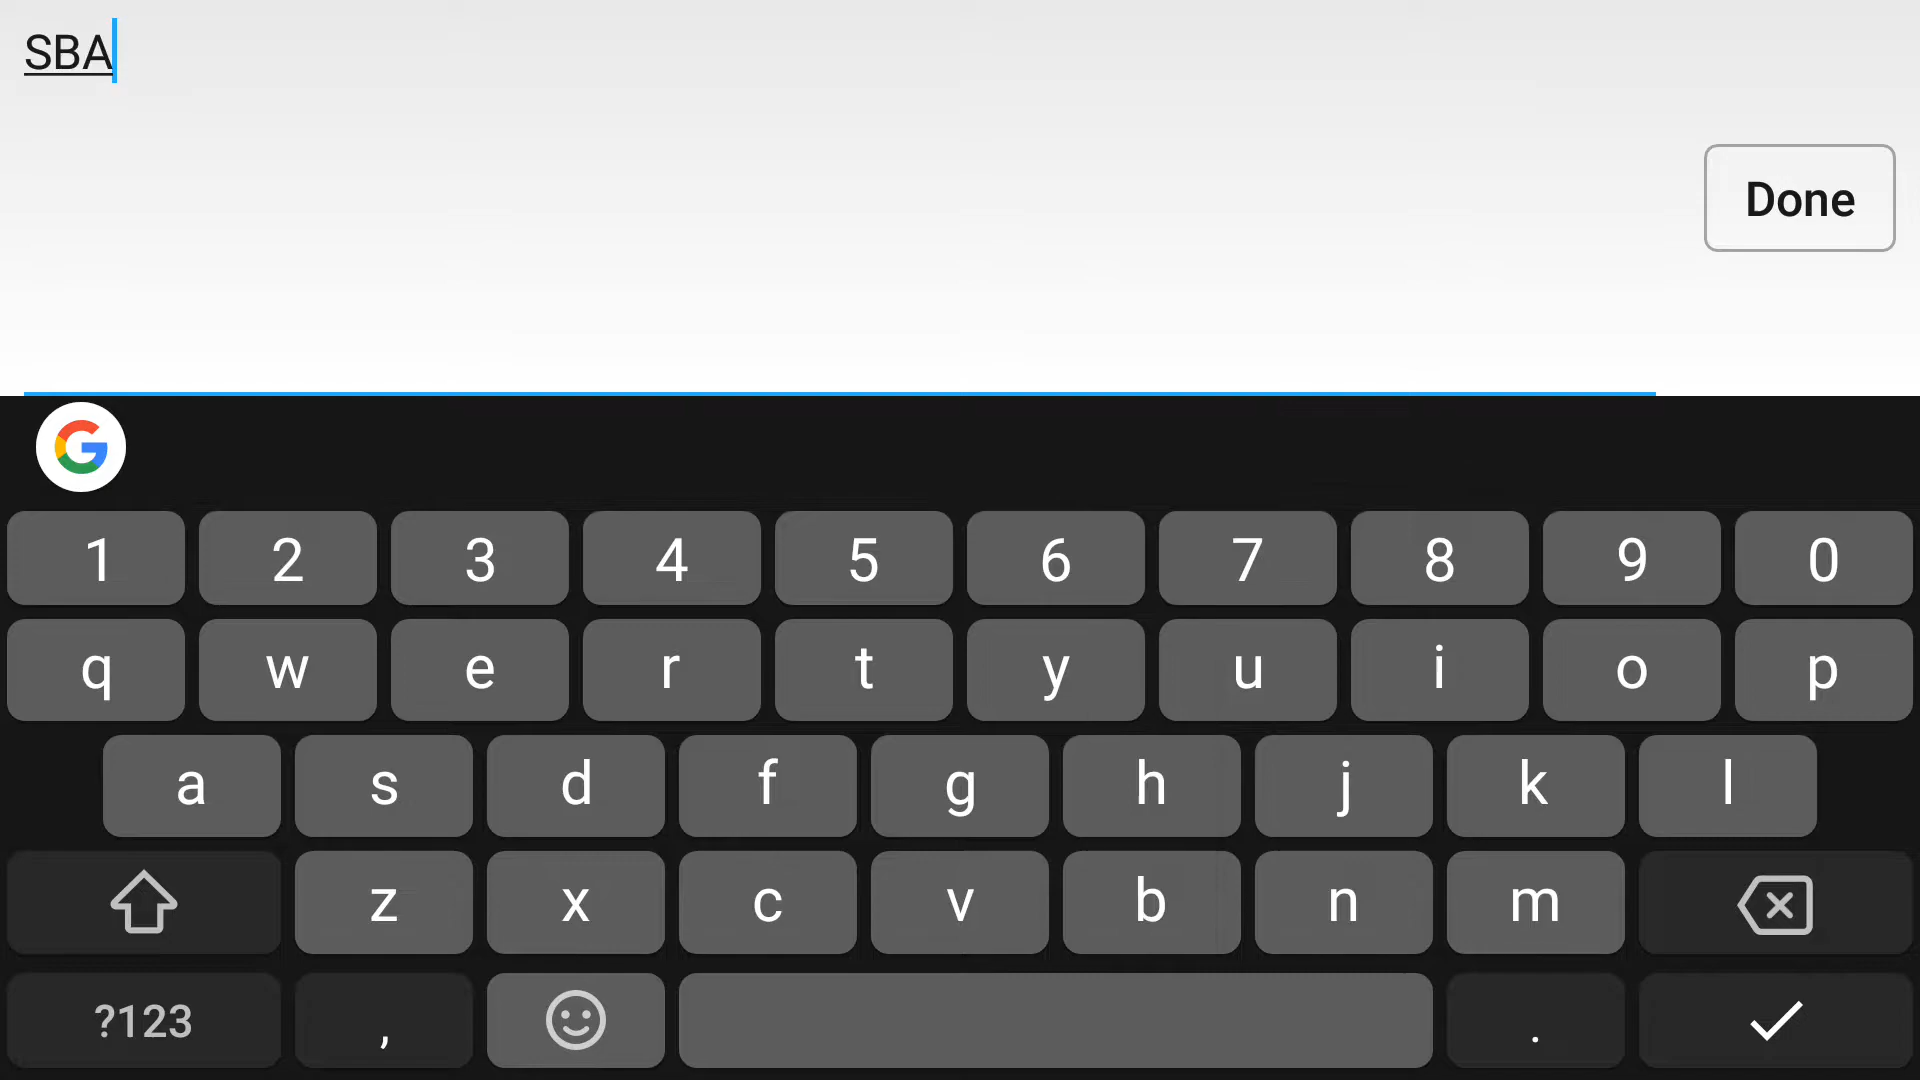 SBA
Done
1 2 3 4 5 6 7 8 9 0
q w e r t y u i o p
a s d f g h j k l
z x c v b n m
?123 , .